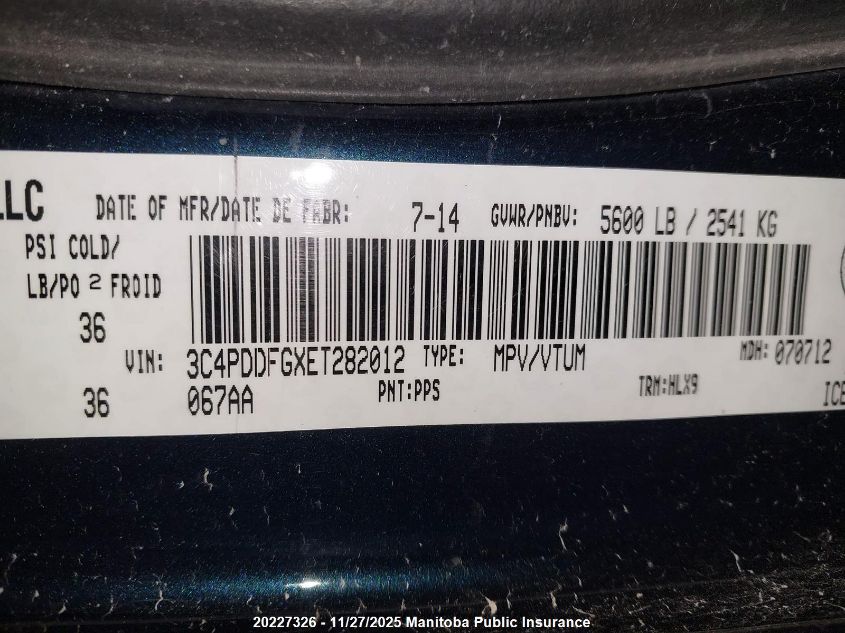 LLC DATE OF MFR/DATE DE FABR: 7-14 GVWR/PNBV: 5600 LB / 2541 KG
PSI COLD/
LB/PO 2 FROID
36
VIN: 3C4PDDFGXET282012 TYPE: MPV/VTUM MDH: 070712
36 067AA PNT:PPS TRM:HLX9
20227326 - 11/27/2025 Manitoba Public Insurance